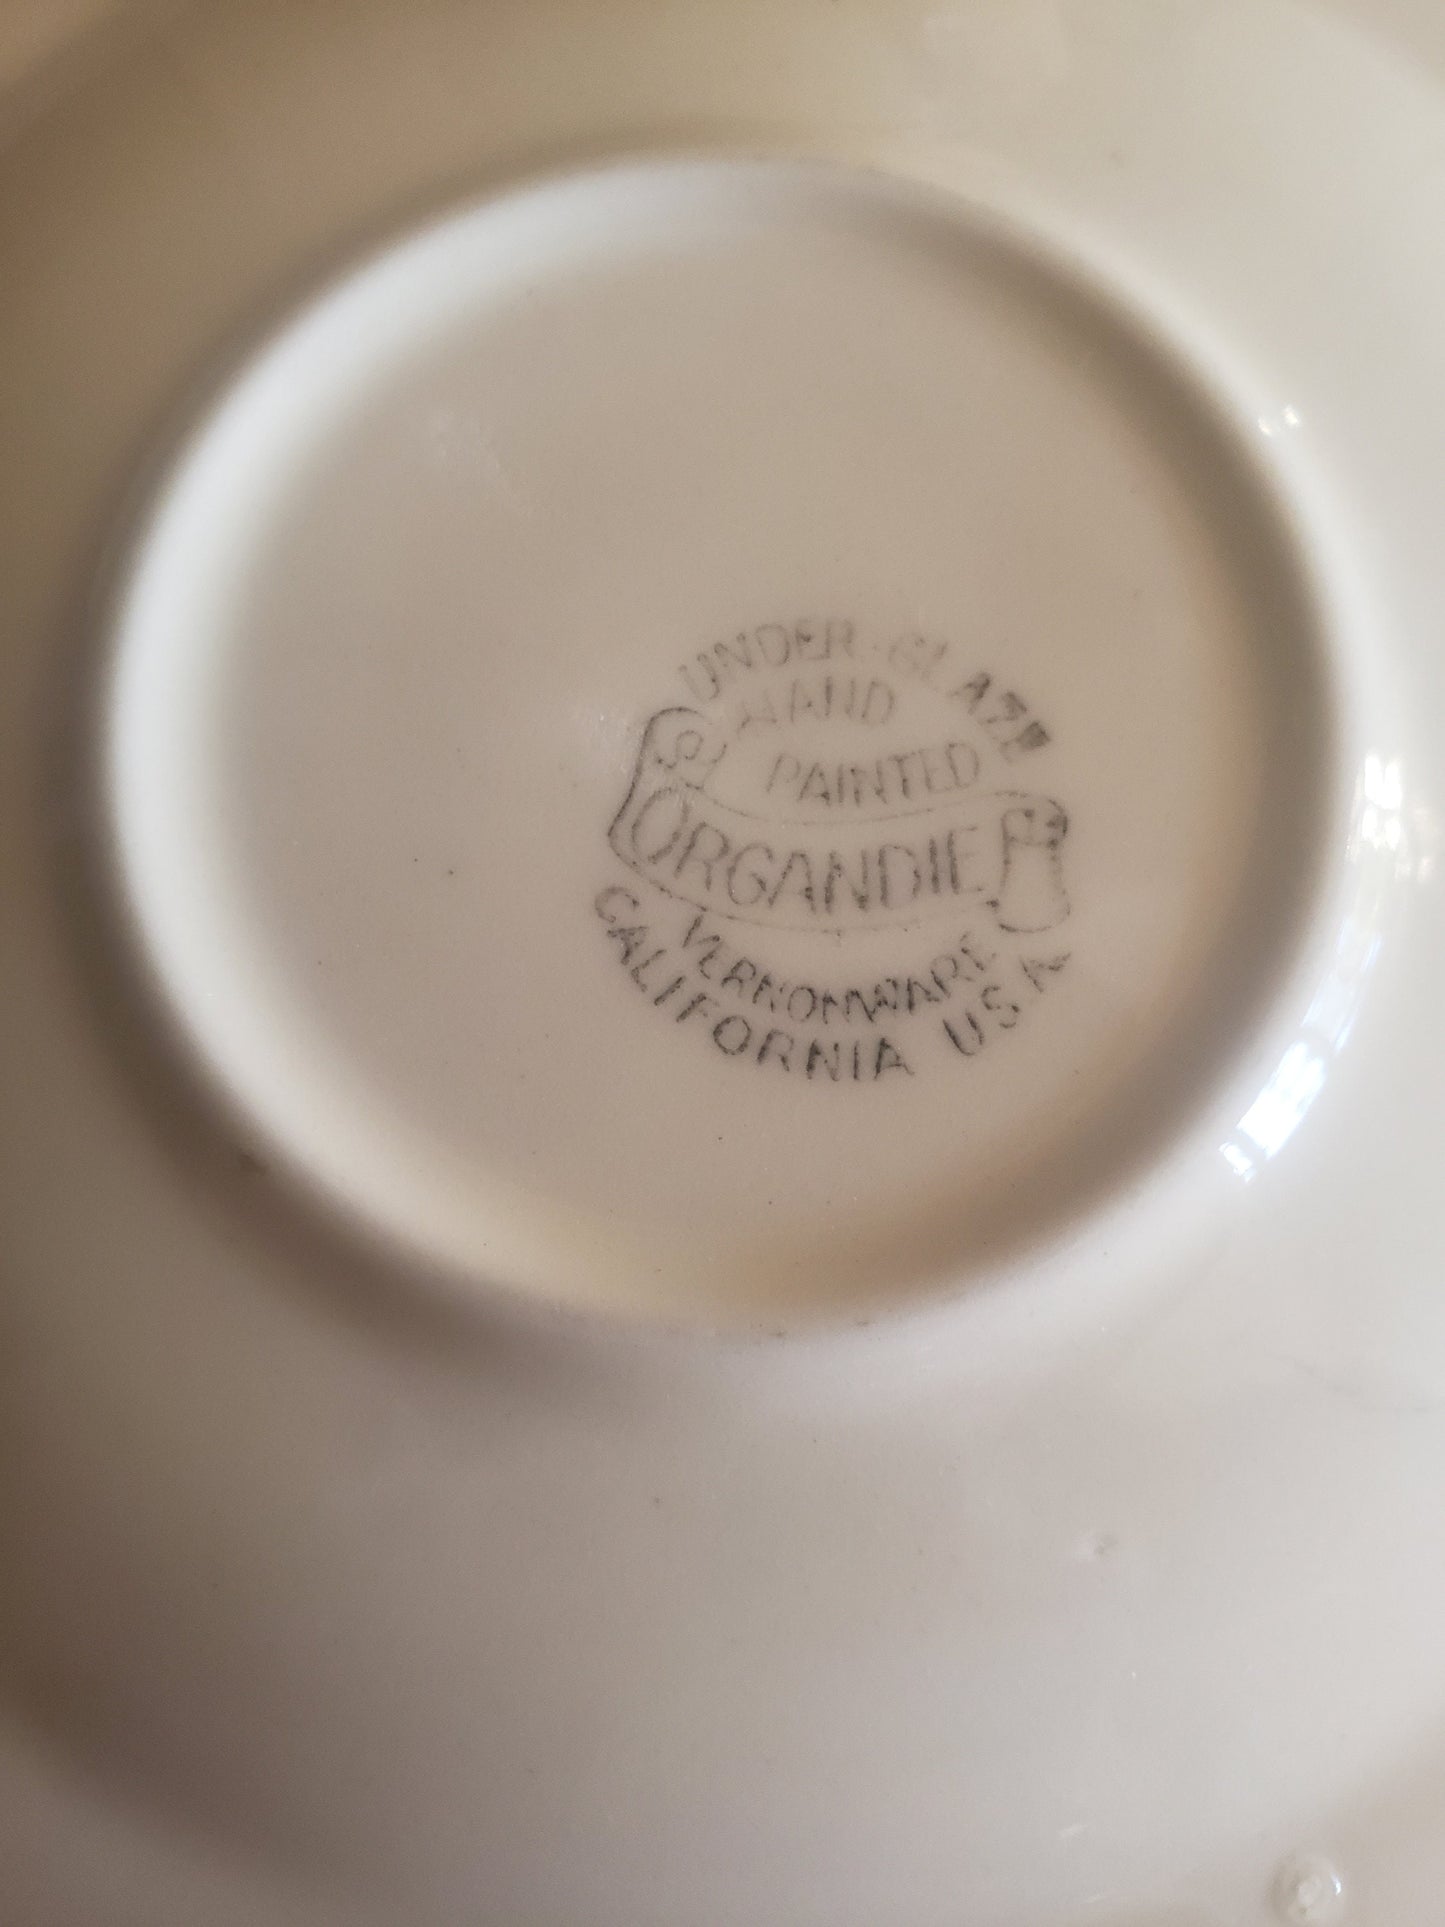 UNDER GLAZE
HAND
PAINTED
ORGANDIE
VERNONWARE
CALIFORNIA U.S.A